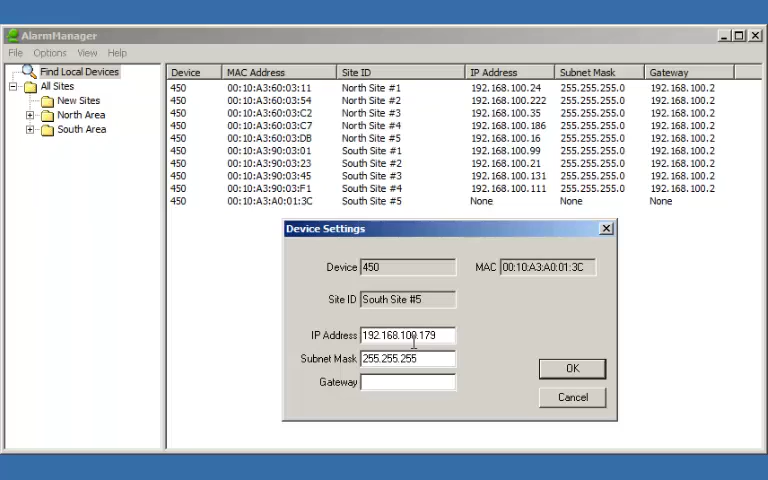 AlarmManager
File Options View Help
Find Local Devices
All Sites
New Sites
North Area
South Area
Device MAC Address Site ID IP Address Subnet Mask Gateway
450 00:10:A3:60:03:11 North Site #1 192.168.100.24 255.255.255.0 192.168.100.2
450 00:10:A3:60:03:54 North Site #2 192.168.100.222 255.255.255.0 192.168.100.2
450 00:10:A3:60:03:C2 North Site #3 192.168.100.35 255.255.255.0 192.168.100.2
450 00:10:A3:60:03:C7 North Site #4 192.168.100.186 255.255.255.0 192.168.100.2
450 00:10:A3:60:03:DB North Site #5 192.168.100.16 255.255.255.0 192.168.100.2
450 00:10:A3:90:03:01 South Site #1 192.168.100.99 255.255.255.0 192.168.100.2
450 00:10:A3:90:03:23 South Site #2 192.168.100.21 255.255.255.0 192.168.100.2
450 00:10:A3:90:03:45 South Site #3 192.168.100.131 255.255.255.0 192.168.100.2
450 00:10:A3:90:03:F1 South Site #4 192.168.100.111 255.255.255.0 192.168.100.2
450 00:10:A3:A0:01:3C South Site #5 None None None
Device Settings
Device 450 MAC 00:10:A3:A0:01:3C
Site ID South Site #5
IP Address 192.168.100.179
Subnet Mask 255.255.255
Gateway
OK
Cancel